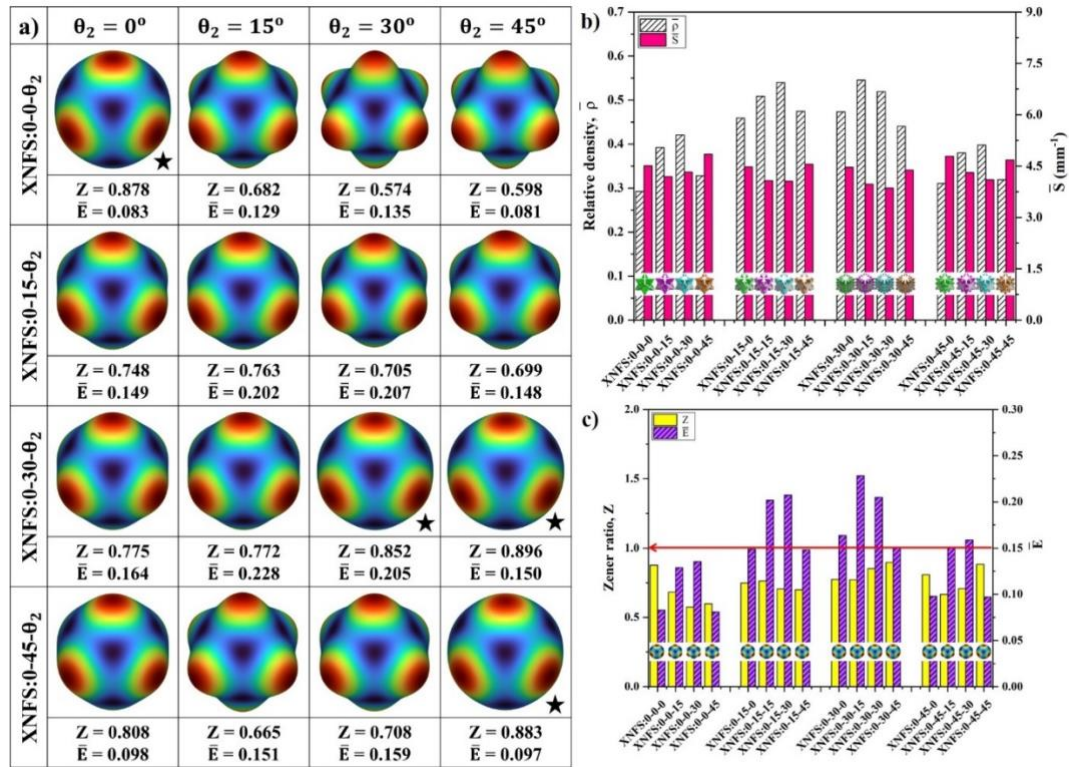 a) θ₂ = 0° θ₂ = 15° θ₂ = 30° θ₂ = 45°
XNFS:0-0-θ₂
Z = 0.878 Z = 0.682 Z = 0.574 Z = 0.598
Ē = 0.083 Ē = 0.129 Ē = 0.135 Ē = 0.081
XNFS:0-15-θ₂
Z = 0.748 Z = 0.763 Z = 0.705 Z = 0.699
Ē = 0.149 Ē = 0.202 Ē = 0.207 Ē = 0.148
XNFS:0-30-θ₂
Z = 0.775 Z = 0.772 Z = 0.852 Z = 0.896
Ē = 0.164 Ē = 0.228 Ē = 0.205 Ē = 0.150
XNFS:0-45-θ₂
Z = 0.808 Z = 0.665 Z = 0.708 Z = 0.883
Ē = 0.098 Ē = 0.151 Ē = 0.159 Ē = 0.097
b)
ρ̄
S̄
Relative density, ρ̄
0.7
0.6
0.5
0.4
0.3
0.2
0.1
0.0
S̄ (mm⁻¹)
9.0
7.5
6.0
4.5
3.0
1.5
0.0
XNFS:0-0-0
XNFS:0-0-15
XNFS:0-0-30
XNFS:0-0-45
XNFS:0-15-0
XNFS:0-15-15
XNFS:0-15-30
XNFS:0-15-45
XNFS:0-30-0
XNFS:0-30-15
XNFS:0-30-30
XNFS:0-30-45
XNFS:0-45-0
XNFS:0-45-15
XNFS:0-45-30
XNFS:0-45-45
c)
Z
Ē
Zener ratio, Z
2.0
1.5
1.0
0.5
0.0
Ē
0.30
0.25
0.20
0.15
0.10
0.05
0.00
XNFS:0-0-0
XNFS:0-0-15
XNFS:0-0-30
XNFS:0-0-45
XNFS:0-15-0
XNFS:0-15-15
XNFS:0-15-30
XNFS:0-15-45
XNFS:0-30-0
XNFS:0-30-15
XNFS:0-30-30
XNFS:0-30-45
XNFS:0-45-0
XNFS:0-45-15
XNFS:0-45-30
XNFS:0-45-45